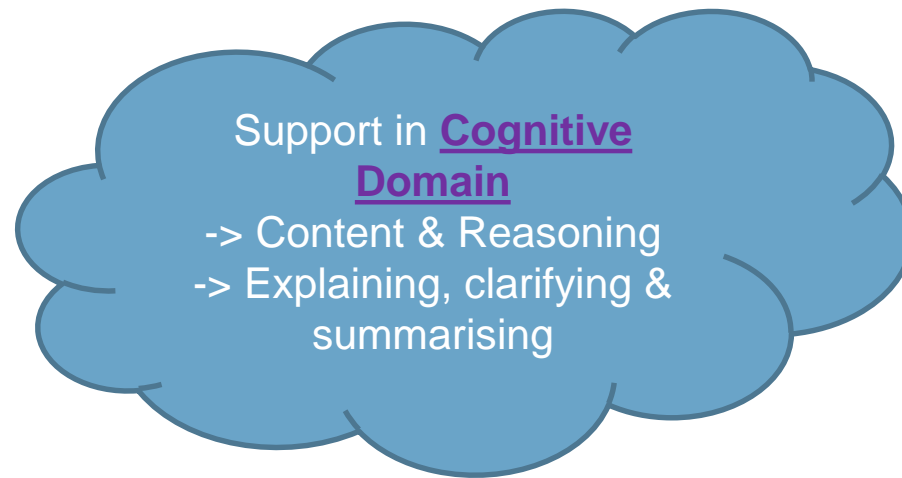 Support in Cognitive
Domain
-> Content & Reasoning
-> Explaining, clarifying &
summarising